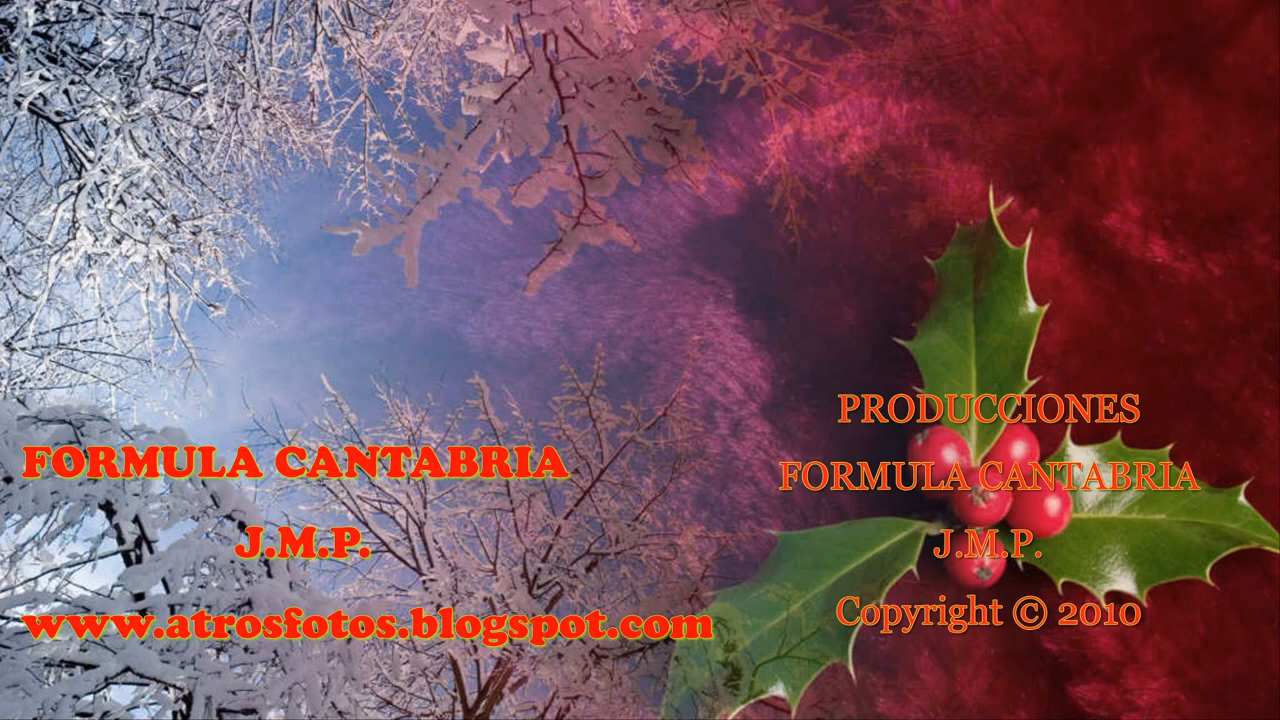 FORMULA CANTABRIA
J.M.P.
www.atrosfotos.blogspot.com
PRODUCCIONES
FORMULA CANTABRIA
J.M.P.
Copyright © 2010